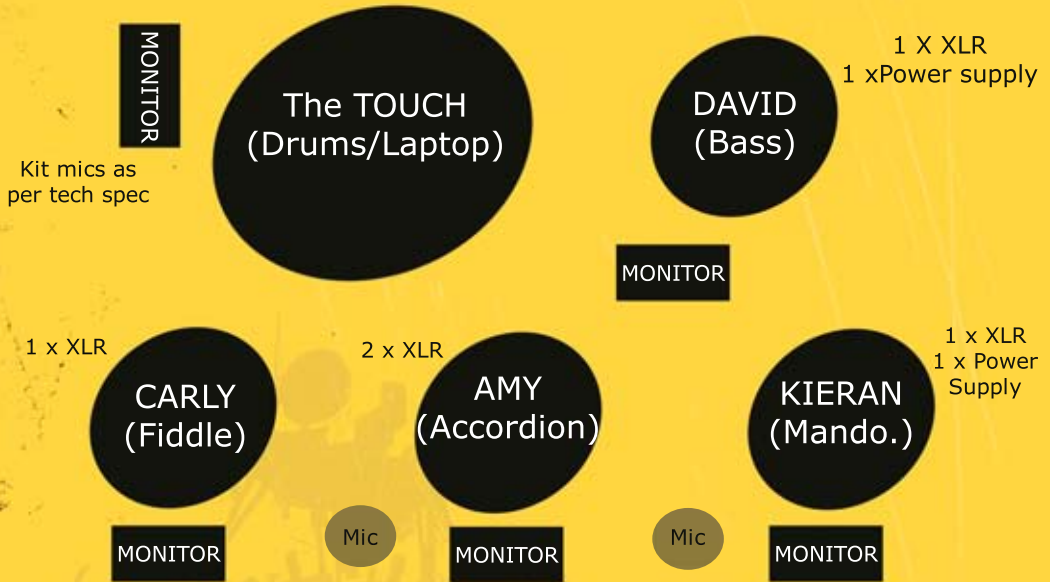 MONITOR
The TOUCH
(Drums/Laptop)
DAVID
(Bass)
1 X XLR
1 xPower supply
Kit mics as
per tech spec
MONITOR
1 x XLR
CARLY
(Fiddle)
2 x XLR
AMY
(Accordion)
1 x XLR
1 x Power
Supply
KIERAN
(Mando.)
MONITOR
Mic
MONITOR
Mic
MONITOR